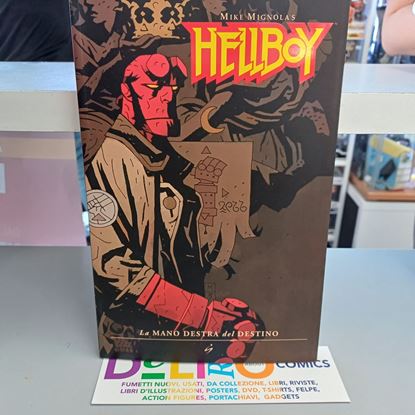 MIKE MIGNOLA'S
HELLBOY
La MANO DESTRA del DESTINO
COMICS
FUMETTI NUOVI, USATI, DA COLLEZIONE, LIBRI, RIVISTE,
LIBRI D'ILLUSTRAZIONI, POSTERS, DVD, T-SHIRTS, FELPE,
ACTION FIGURES, PORTACHIAVI, GADGETS